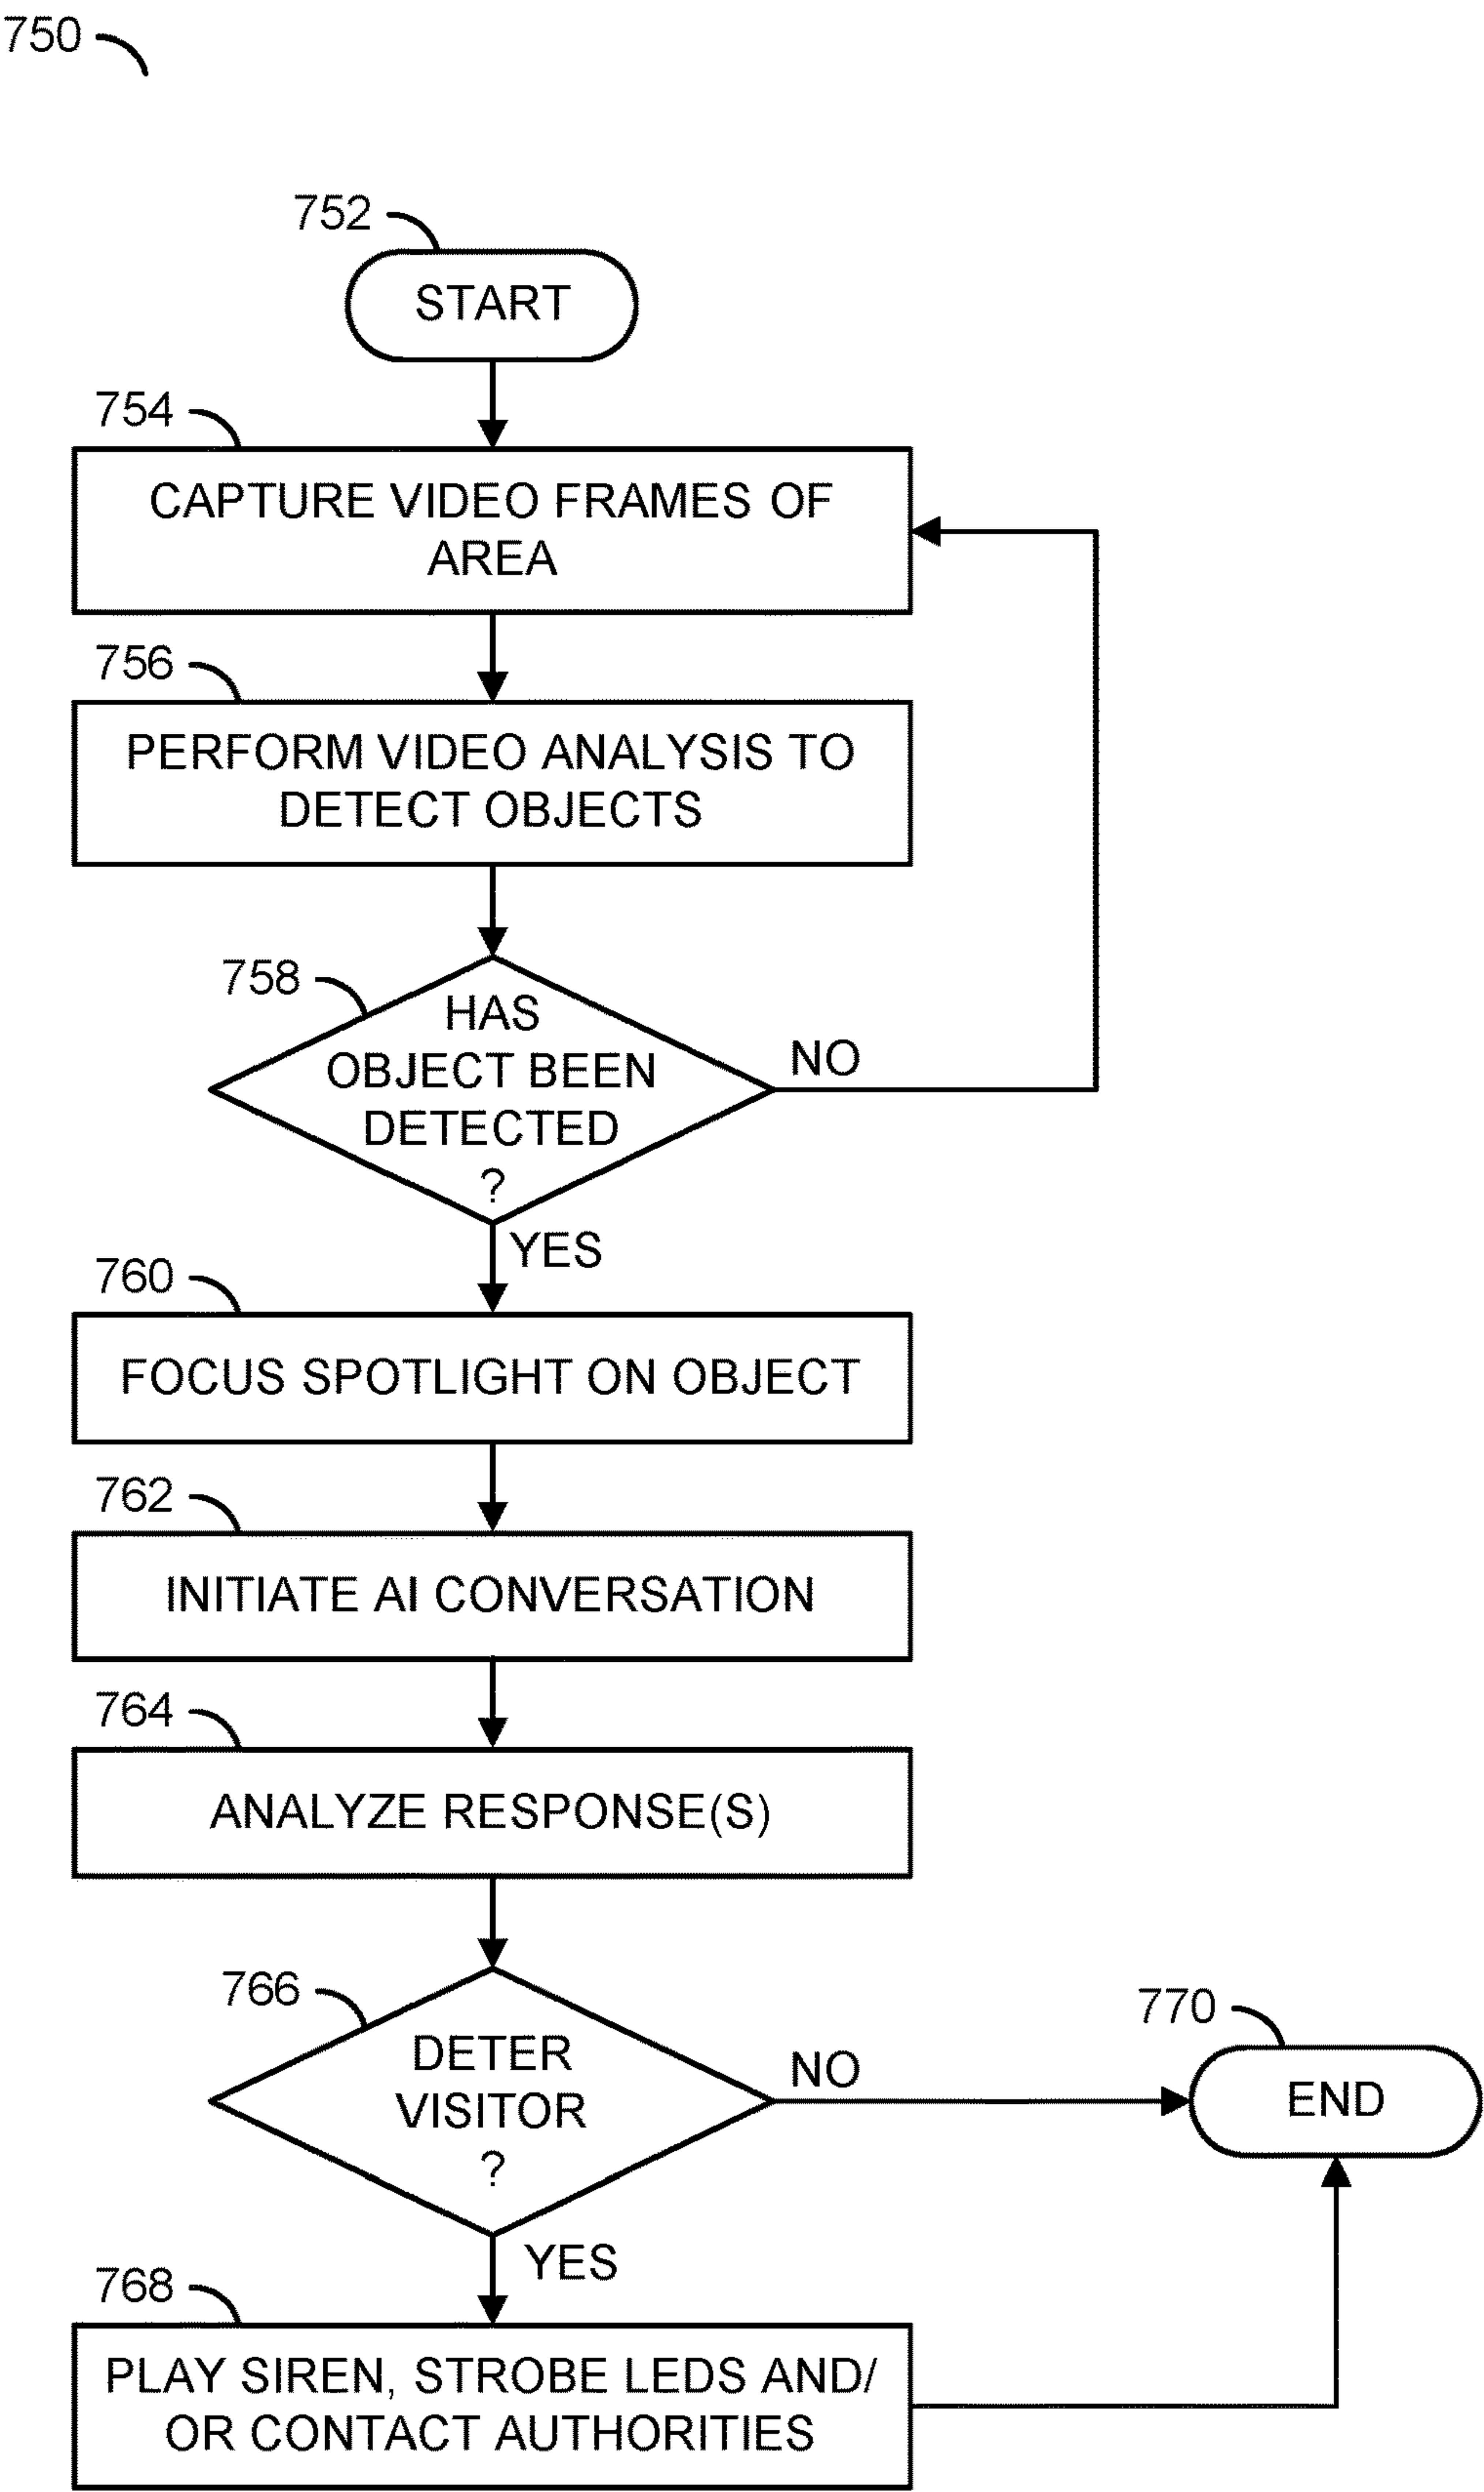 750
752
START
754
CAPTURE VIDEO FRAMES OF
AREA
756
PERFORM VIDEO ANALYSIS TO
DETECT OBJECTS
758
HAS
OBJECT BEEN
DETECTED
?
NO
YES
760
FOCUS SPOTLIGHT ON OBJECT
762
INITIATE AI CONVERSATION
764
ANALYZE RESPONSE(S)
766
DETER
VISITOR
?
NO
770
END
YES
768
PLAY SIREN, STROBE LEDS AND/
OR CONTACT AUTHORITIES